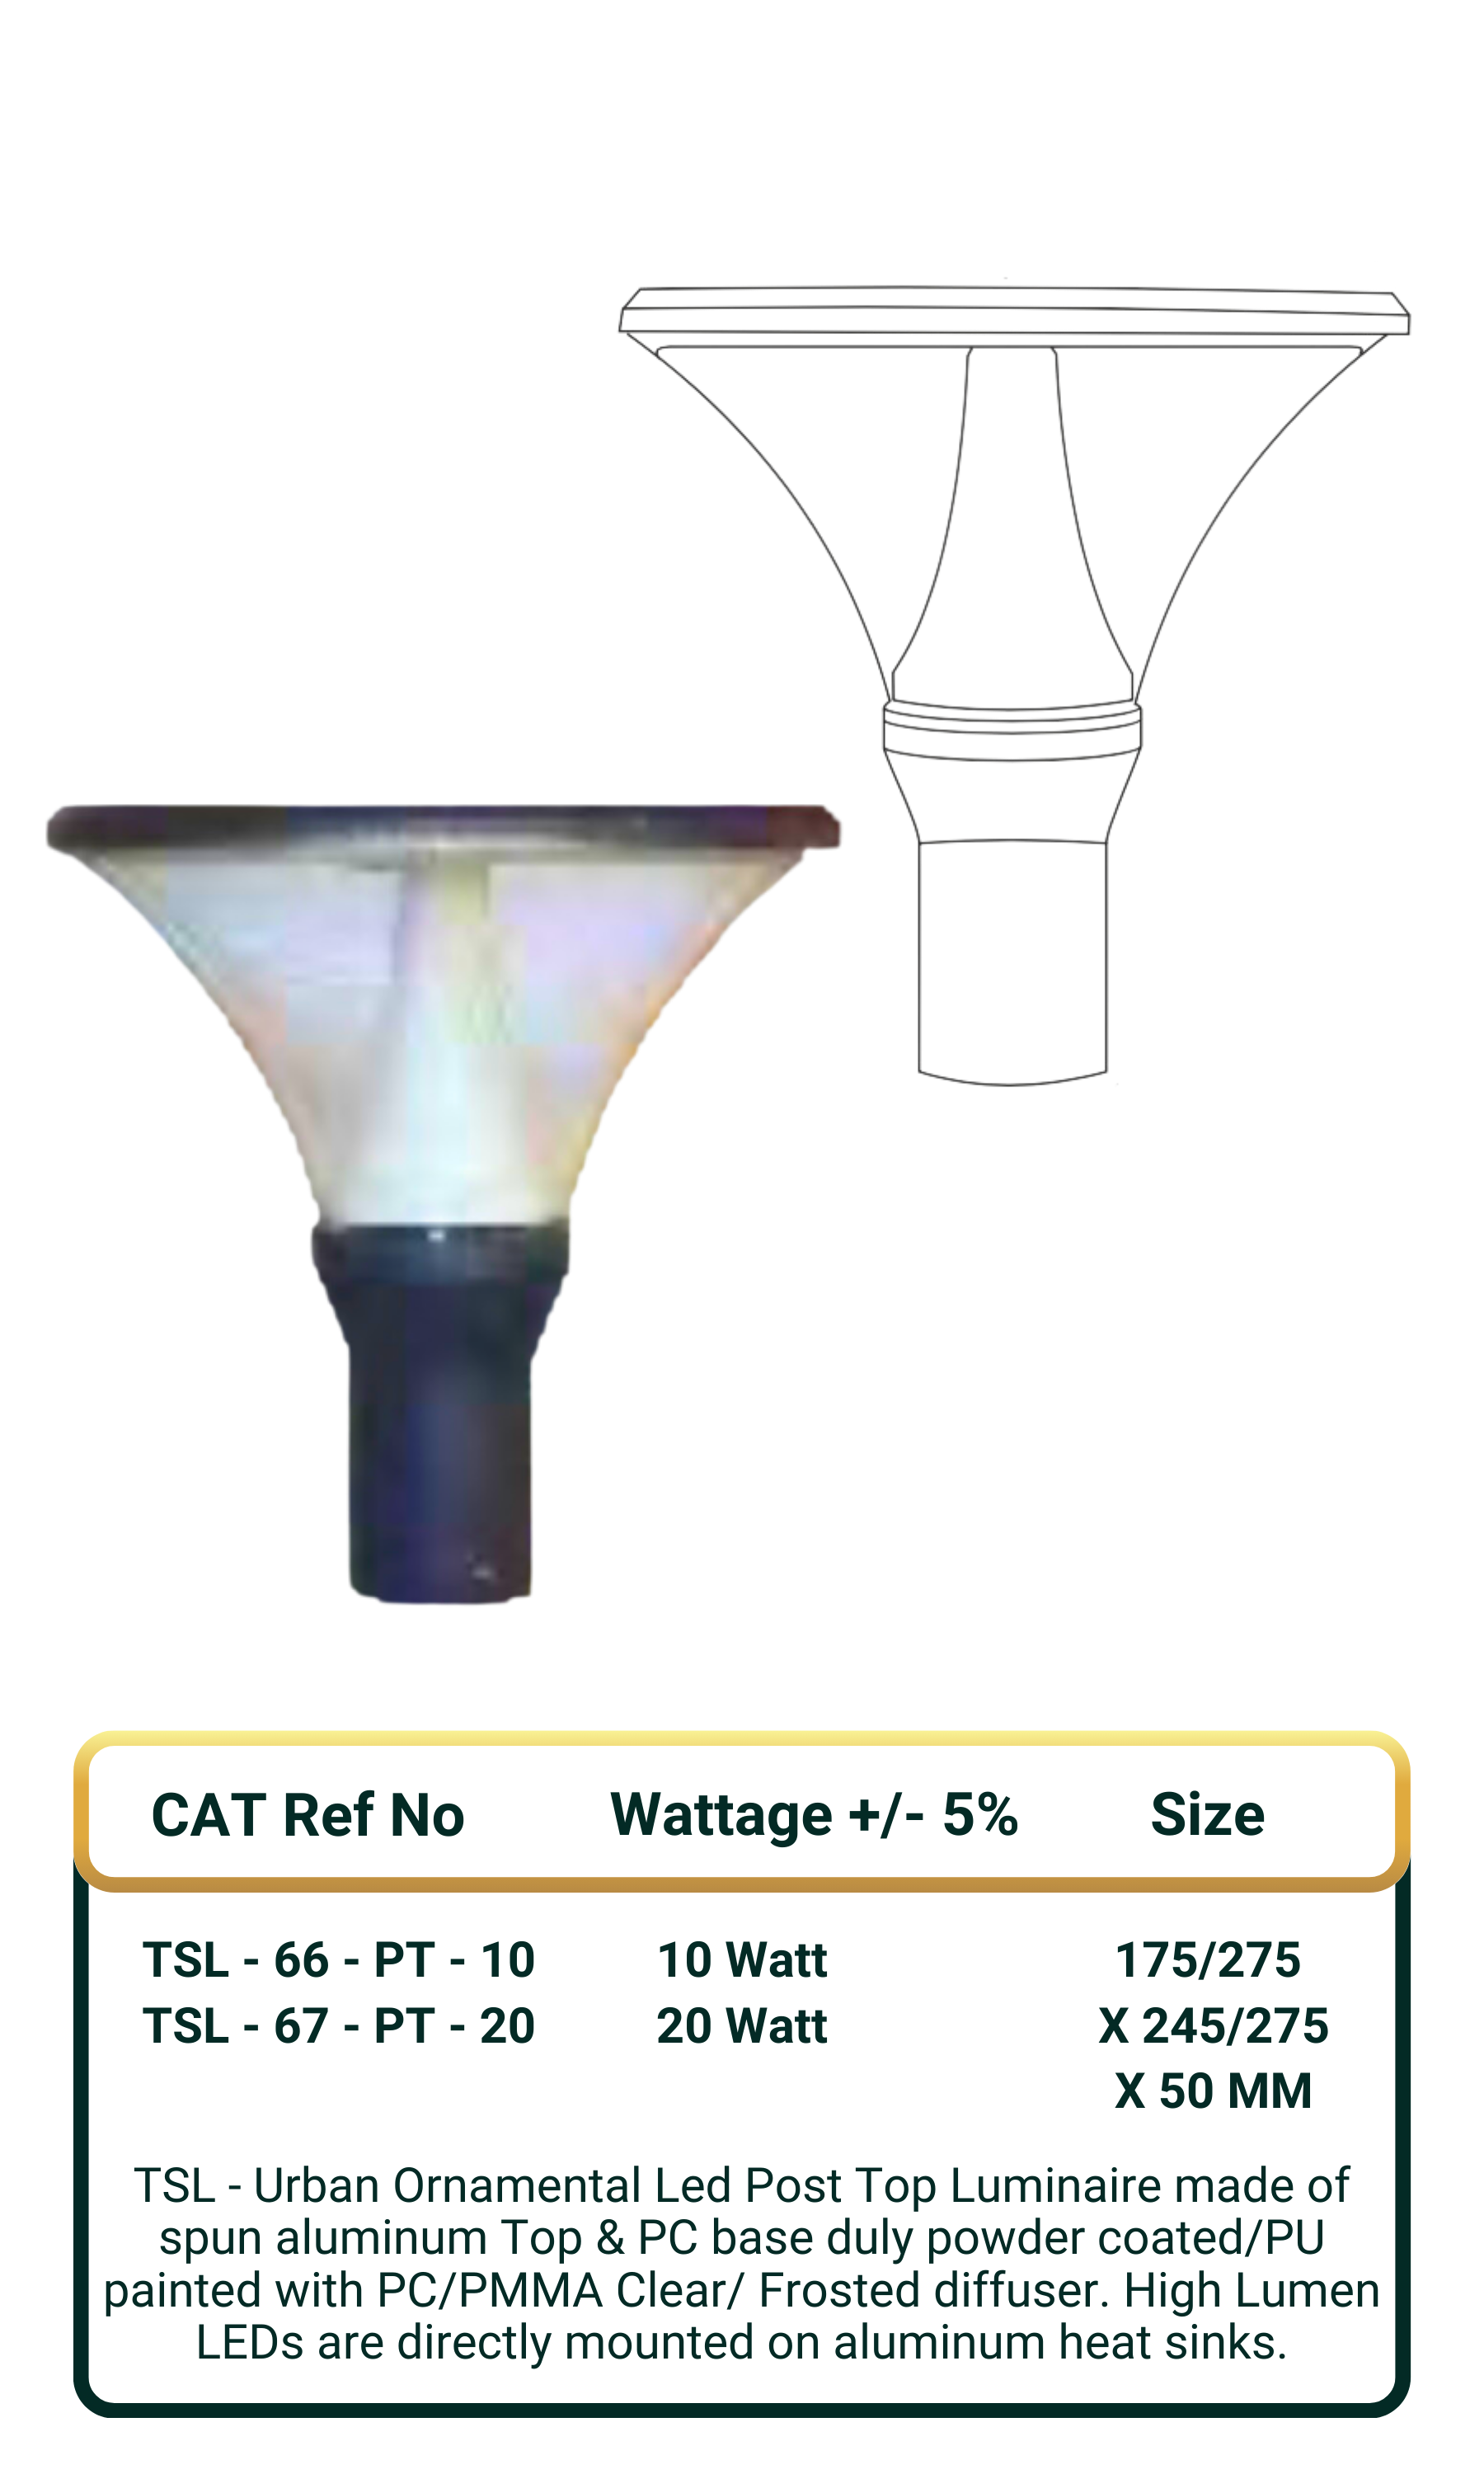 CAT Ref No Wattage +/- 5% Size
TSL - 66 - PT - 10 10 Watt 175/275
TSL - 67 - PT - 20 20 Watt X 245/275
X 50 MM
TSL - Urban Ornamental Led Post Top Luminaire made of
spun aluminum Top & PC base duly powder coated/PU
painted with PC/PMMA Clear/ Frosted diffuser. High Lumen
LEDs are directly mounted on aluminum heat sinks.